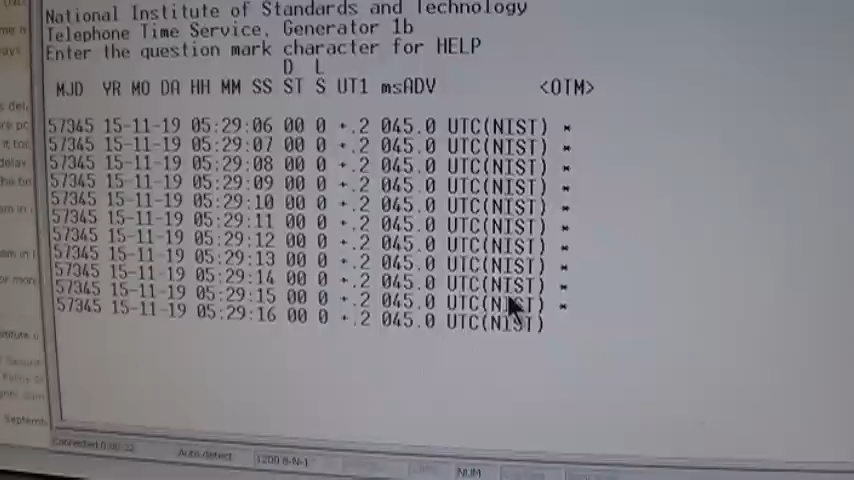 National Institute of Standards and Technology
Telephone Time Service, Generator 1b
Enter the question mark character for HELP
D L
MJD YR MO DA HH MM SS ST S UT1 msADV <OTM>
57345 15-11-19 05:29:06 00 0 +.2 045.0 UTC(NIST) *
57345 15-11-19 05:29:07 00 0 +.2 045.0 UTC(NIST) *
57345 15-11-19 05:29:08 00 0 +.2 045.0 UTC(NIST) *
57345 15-11-19 05:29:09 00 0 +.2 045.0 UTC(NIST) *
57345 15-11-19 05:29:10 00 0 +.2 045.0 UTC(NIST) *
57345 15-11-19 05:29:11 00 0 +.2 045.0 UTC(NIST) *
57345 15-11-19 05:29:12 00 0 +.2 045.0 UTC(NIST) *
57345 15-11-19 05:29:13 00 0 +.2 045.0 UTC(NIST) *
57345 15-11-19 05:29:14 00 0 +.2 045.0 UTC(NIST) *
57345 15-11-19 05:29:15 00 0 +.2 045.0 UTC(NIST) *
57345 15-11-19 05:29:16 00 0 +.2 045.0 UTC(NIST)
Connected 0:00:22 Auto detect 1200 8-N-1 NUM